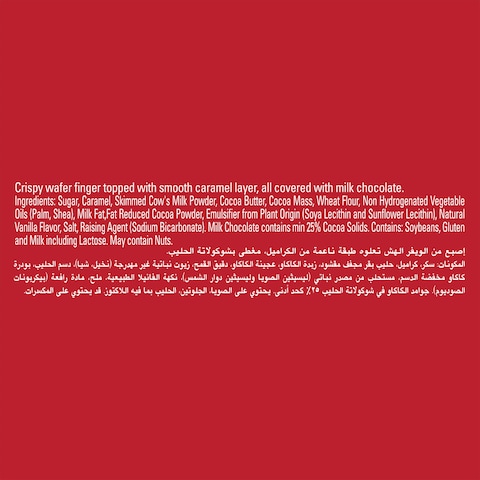 Crispy wafer finger topped with smooth caramel layer, all covered with milk chocolate.
Ingredients: Sugar, Caramel, Skimmed Cow's Milk Powder, Cocoa Butter, Cocoa Mass, Wheat Flour, Non Hydrogenated Vegetable
Oils (Palm, Shea), Milk Fat,Fat Reduced Cocoa Powder, Emulsifier from Plant Origin (Soya Lecithin and Sunflower Lecithin), Natural
Vanilla Flavor, Salt, Raising Agent (Sodium Bicarbonate). Milk Chocolate contains min 25% Cocoa Solids. Contains: Soybeans, Gluten
and Milk including Lactose. May contain Nuts.
إصبع من الويفر الهش تعلوه طبقة ناعمة من الكراميل، مغطى بشوكولاتة الحليب.
المكونات: سكر، كراميل، حليب بقر مجفف مقشود، زبدة الكاكاو، عجينة الكاكاو، دقيق القمح، زيوت نباتية غير مهدرجة (نخيل، شيا)، دسم الحليب، بودرة
كاكاو مخفضة الدسم، مستحلب من مصدر نباتي (ليسيثين الصويا وليسيثين دوار الشمس)، نكهة الفانيلا الطبيعية، ملح، مادة رافعة (بيكربونات
الصوديوم). جوامد الكاكاو في شوكولاتة الحليب ٢٥٪ كحد أدنى. يحتوي على الصويا، الجلوتين، الحليب بما فيه اللاكتوز. قد يحتوي على المكسرات.